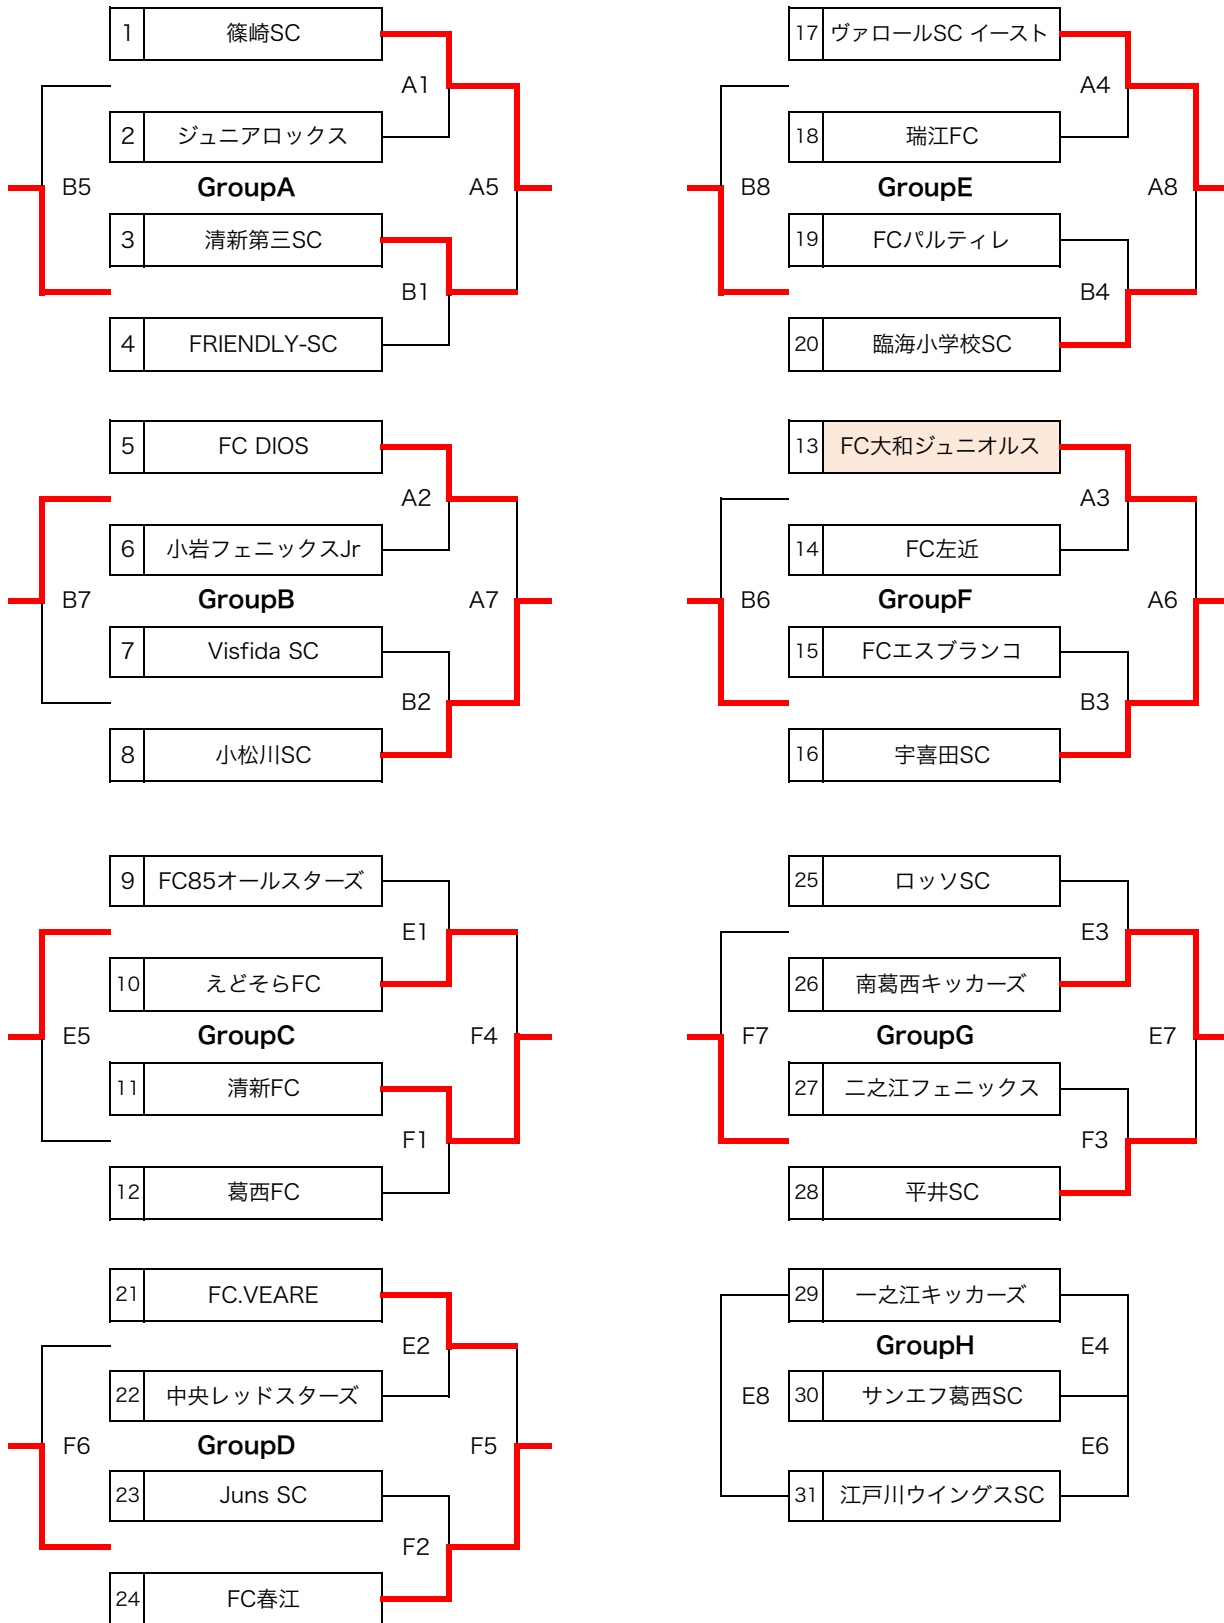 1 篠崎SC
A1
2 ジュニアロックス
B5 GroupA A5
3 清新第三SC
B1
4 FRIENDLY-SC
17 ヴァロールSC イースト
A4
18 瑞江FC
B8 GroupE A8
19 FCパルティレ
B4
20 臨海小学校SC
5 FC DIOS
A2
6 小岩フェニックスJr
B7 GroupB A7
7 Visfida SC
B2
8 小松川SC
13 FC大和ジュニオルス
A3
14 FC左近
B6 GroupF A6
15 FCエスブランコ
B3
16 宇喜田SC
9 FC85オールスターズ
E1
10 えどそらFC
E5 GroupC F4
11 清新FC
F1
12 葛西FC
25 ロッソSC
E3
26 南葛西キッカーズ
F7 GroupG E7
27 二之江フェニックス
F3
28 平井SC
21 FC.VEARE
E2
22 中央レッドスターズ
F6 GroupD F5
23 Juns SC
F2
24 FC春江
29 一之江キッカーズ
GroupH E4
E8 30 サンエフ葛西SC
E6
31 江戸川ウイングスSC